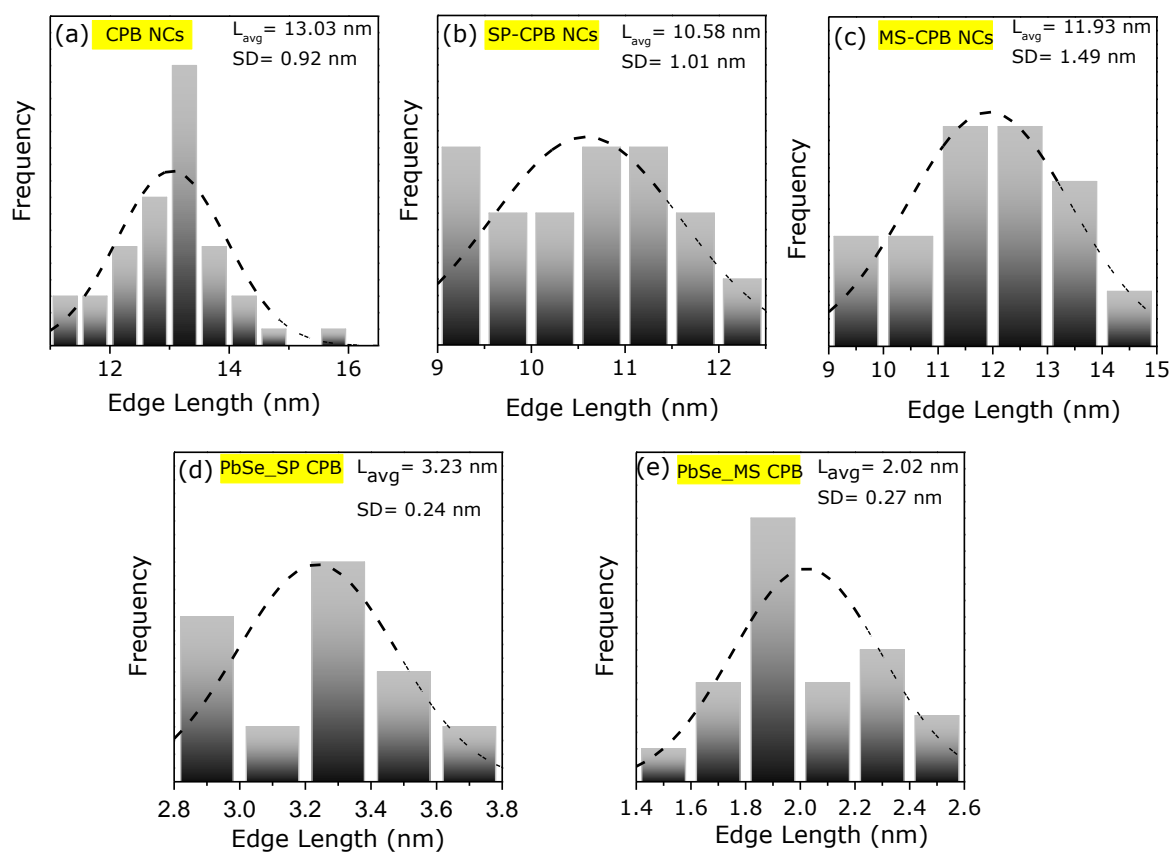 (a) CPB NCs Lavg = 13.03 nm
SD= 0.92 nm
Frequency
12 14 16
Edge Length (nm)
(b) SP-CPB NCs Lavg = 10.58 nm
SD= 1.01 nm
Frequency
9 10 11 12
Edge Length (nm)
(c) MS-CPB NCs Lavg = 11.93 nm
SD= 1.49 nm
Frequency
9 10 11 12 13 14 15
Edge Length (nm)
(d) PbSe_SP CPB Lavg= 3.23 nm
SD= 0.24 nm
Frequency
2.8 3.0 3.2 3.4 3.6 3.8
Edge Length (nm)
(e) PbSe_MS CPB Lavg= 2.02 nm
SD= 0.27 nm
Frequency
1.4 1.6 1.8 2.0 2.2 2.4 2.6
Edge Length (nm)